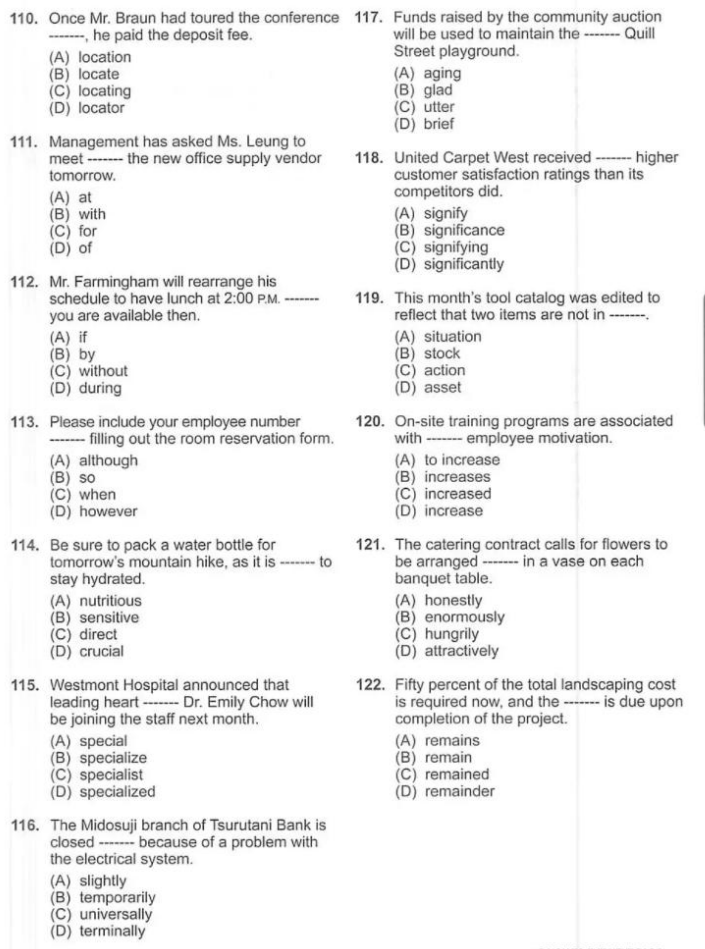 110. Once Mr. Braun had toured the conference
-------, he paid the deposit fee.
(A) location
(B) locate
(C) locating
(D) locator
111. Management has asked Ms. Leung to
meet ------- the new office supply vendor
tomorrow.
(A) at
(B) with
(C) for
(D) of
112. Mr. Farmingham will rearrange his
schedule to have lunch at 2:00 P.M. -------
you are available then.
(A) if
(B) by
(C) without
(D) during
113. Please include your employee number
------- filling out the room reservation form.
(A) although
(B) so
(C) when
(D) however
114. Be sure to pack a water bottle for
tomorrow's mountain hike, as it is ------- to
stay hydrated.
(A) nutritious
(B) sensitive
(C) direct
(D) crucial
115. Westmont Hospital announced that
leading heart ------- Dr. Emily Chow will
be joining the staff next month.
(A) special
(B) specialize
(C) specialist
(D) specialized
116. The Midosuji branch of Tsurutani Bank is
closed ------- because of a problem with
the electrical system.
(A) slightly
(B) temporarily
(C) universally
(D) terminally
117. Funds raised by the community auction
will be used to maintain the ------- Quill
Street playground.
(A) aging
(B) glad
(C) utter
(D) brief
118. United Carpet West received ------- higher
customer satisfaction ratings than its
competitors did.
(A) signify
(B) significance
(C) signifying
(D) significantly
119. This month's tool catalog was edited to
reflect that two items are not in -------.
(A) situation
(B) stock
(C) action
(D) asset
120. On-site training programs are associated
with ------- employee motivation.
(A) to increase
(B) increases
(C) increased
(D) increase
121. The catering contract calls for flowers to
be arranged ------- in a vase on each
banquet table.
(A) honestly
(B) enormously
(C) hungrily
(D) attractively
122. Fifty percent of the total landscaping cost
is required now, and the ------- is due upon
completion of the project.
(A) remains
(B) remain
(C) remained
(D) remainder